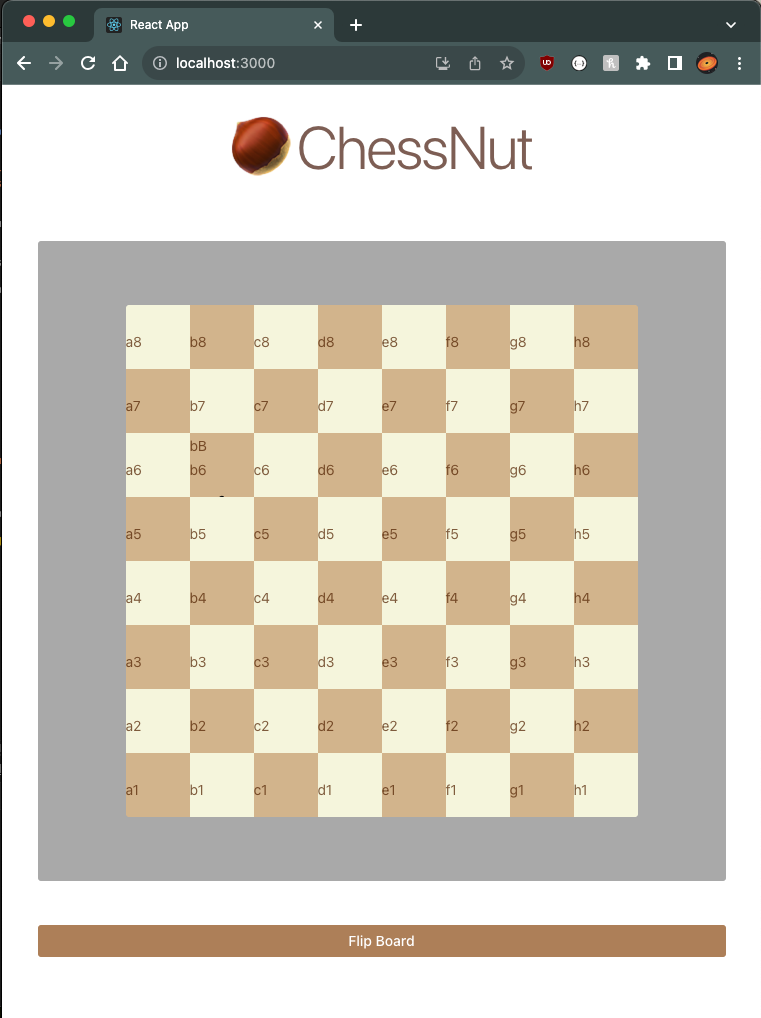 React App
localhost:3000
ChessNut
a8 b8 c8 d8 e8 f8 g8 h8
a7 b7 c7 d7 e7 f7 g7 h7
bB
a6 b6 c6 d6 e6 f6 g6 h6
a5 b5 c5 d5 e5 f5 g5 h5
a4 b4 c4 d4 e4 f4 g4 h4
a3 b3 c3 d3 e3 f3 g3 h3
a2 b2 c2 d2 e2 f2 g2 h2
a1 b1 c1 d1 e1 f1 g1 h1
Flip Board